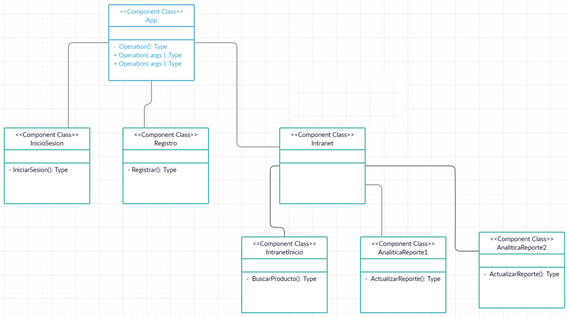 <<Component Class>>
App
- Operation(): Type
+ Operation( args ): Type
+ Operation( args ): Type
<<Component Class>>
InicioSesion
- IniciarSesion(): Type
<<Component Class>>
Registro
- Registrar(): Type
<<Component Class>>
Intranet
<<Component Class>>
IntranetInicio
- BuscarProducto(): Type
<<Component Class>>
AnaliticaReporte1
- ActualizarReporte(): Type
<<Component Class>>
AnaliticaReporte2
- ActualizarReporte(): Type